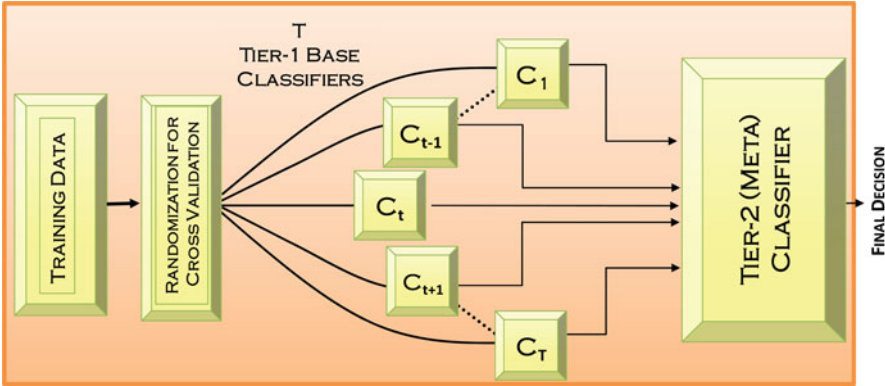 TRAINING DATA
RANDOMIZATION FOR
CROSS VALIDATION
T
TIER-1 BASE
CLASSIFIERS
C1
Ct-1
Ct
Ct+1
CT
TIER-2 (META)
CLASSIFIER
FINAL DECISION